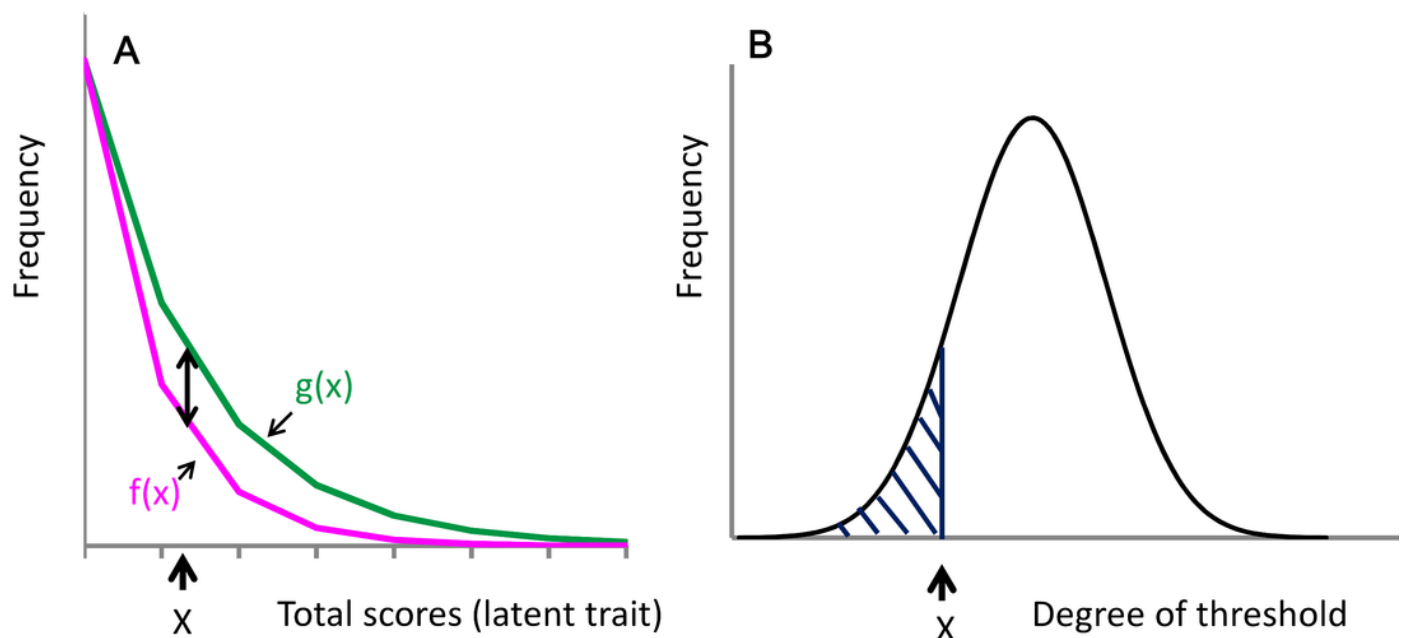 A
Frequency
g(x)
f(x)
X
Total scores (latent trait)
B
Frequency
x
Degree of threshold